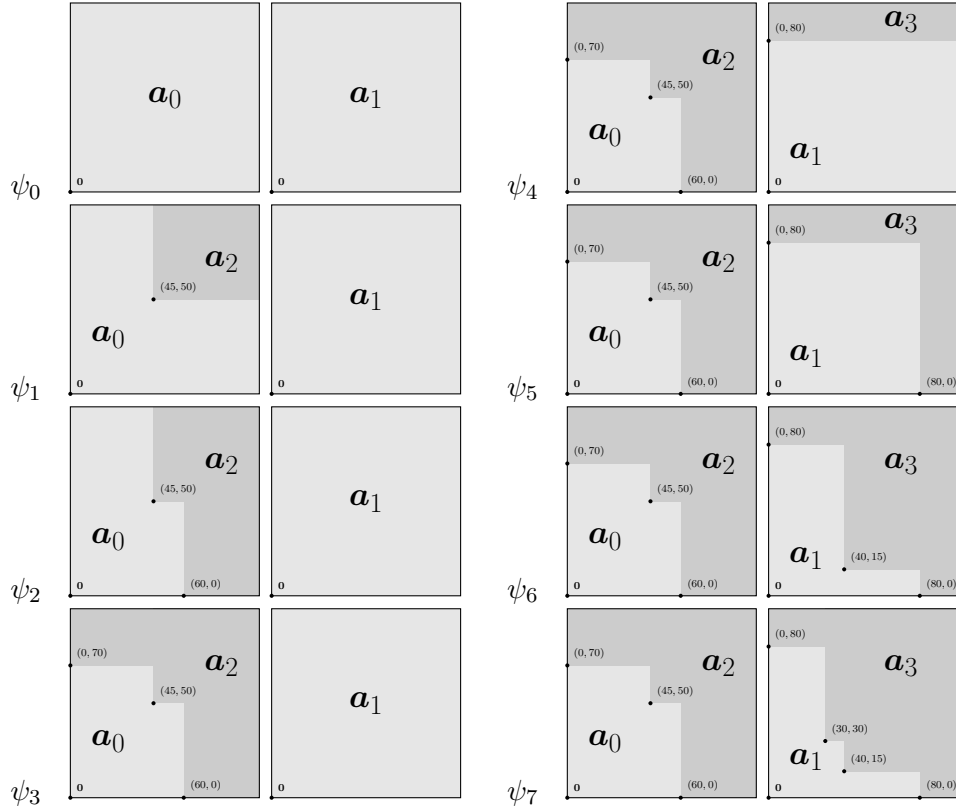 a₀ a₁
ψ₀ 0 0
a₂
(45, 50)
a₀ a₁
ψ₁ 0 0
a₂
(45, 50)
a₀ a₁
ψ₂ 0 (60, 0) 0
(0, 70) a₂
(45, 50)
a₀ a₁
ψ₃ 0 (60, 0) 0
(0, 80) a₃
(0, 70) a₂
(45, 50)
a₀ a₁
ψ₄ 0 (60, 0) 0
(0, 80) a₃
(0, 70) a₂
(45, 50)
a₀ a₁
ψ₅ 0 (60, 0) 0 (80, 0)
(0, 80)
(0, 70) a₂ a₃
(45, 50)
a₀ a₁ (40, 15)
ψ₆ 0 (60, 0) 0 (80, 0)
(0, 80)
(0, 70) a₂ a₃
(45, 50)
(30, 30)
a₀ a₁ (40, 15)
ψ₇ 0 (60, 0) 0 (80, 0)